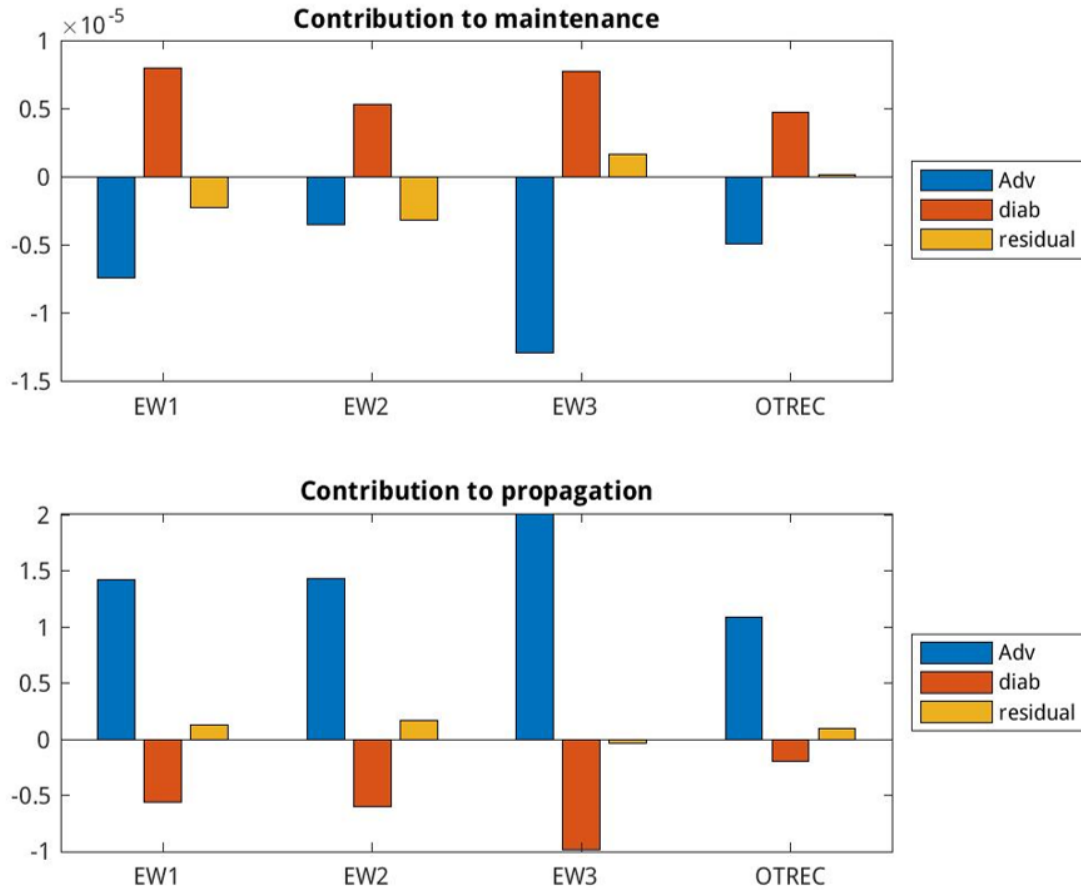 Contribution to maintenance
×10^-5
1
0.5
0
-0.5
-1
-1.5
EW1 EW2 EW3 OTREC
Adv
diab
residual
Contribution to propagation
2
1.5
1
0.5
0
-0.5
-1
EW1 EW2 EW3 OTREC
Adv
diab
residual